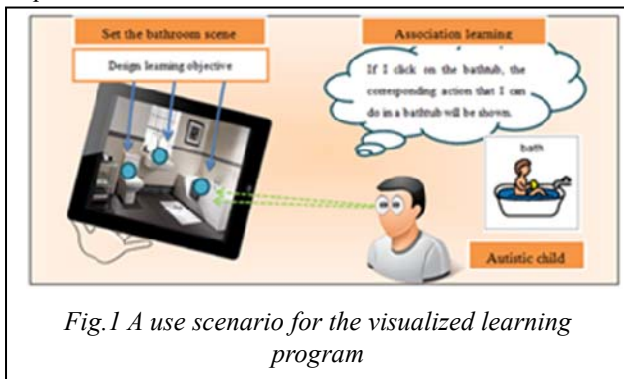 Set the bathroom scene
Design learning objective
Association learning
If I click on the bathtub, the
corresponding action that I can
do in a bathtub will be shown.
bath
Autistic child
Fig.1 A use scenario for the visualized learning
program